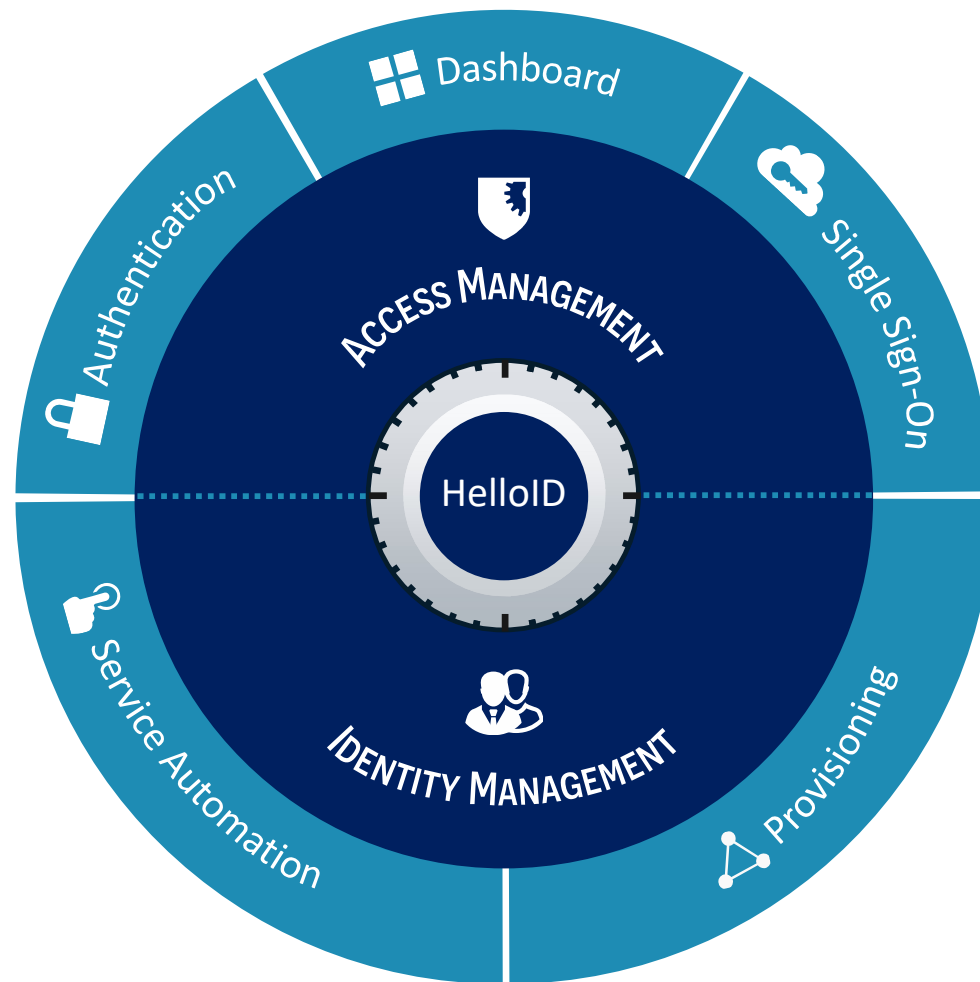 Dashboard
Authentication
Single Sign-On
ACCESS MANAGEMENT
HelloID
IDENTITY MANAGEMENT
Service Automation
Provisioning